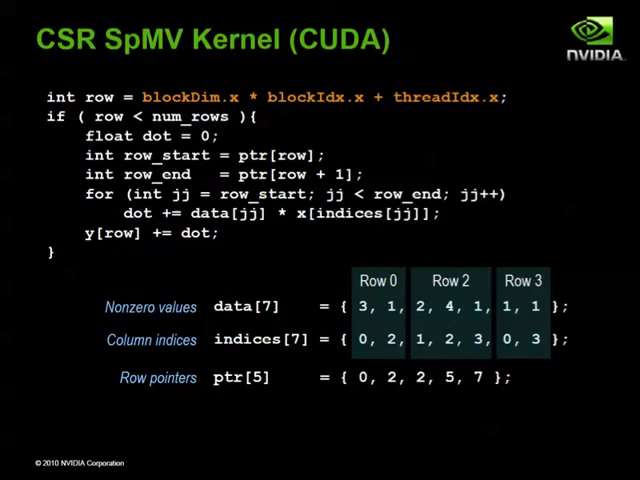 CSR SpMV Kernel (CUDA)
NVIDIA
int row = blockDim.x * blockIdx.x + threadIdx.x;
if ( row < num_rows ){
float dot = 0;
int row_start = ptr[row];
int row_end = ptr[row + 1];
for (int jj = row_start; jj < row_end; jj++)
dot += data[jj] * x[indices[jj]];
y[row] += dot;
}
Row 0 Row 2 Row 3
Nonzero values data[7] = { 3, 1, 2, 4, 1, 1, 1 };
Column indices indices[7] = { 0, 2, 1, 2, 3, 0, 3 };
Row pointers ptr[5] = { 0, 2, 2, 5, 7 };
© 2010 NVIDIA Corporation